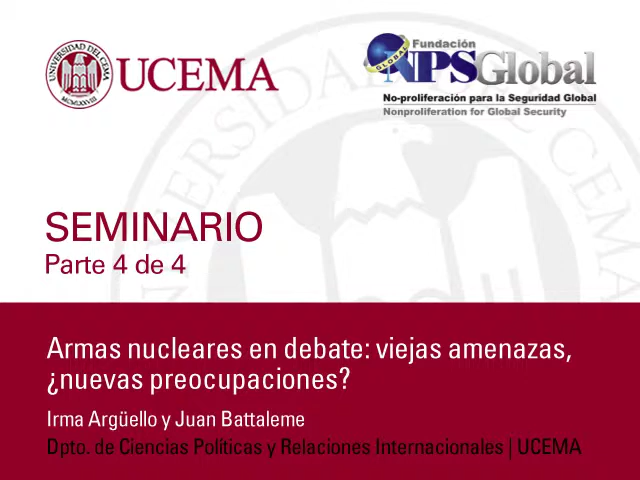 UNIVERSIDAD DEL CEMA
MCMLXXVIII
UCEMA
Fundación
GLOBAL
NPSGlobal
No-proliferación para la Seguridad Global
Nonproliferation for Global Security
SEMINARIO
Parte 4 de 4
Armas nucleares en debate: viejas amenazas,
¿nuevas preocupaciones?
Irma Argüello y Juan Battaleme
Dpto. de Ciencias Políticas y Relaciones Internacionales | UCEMA